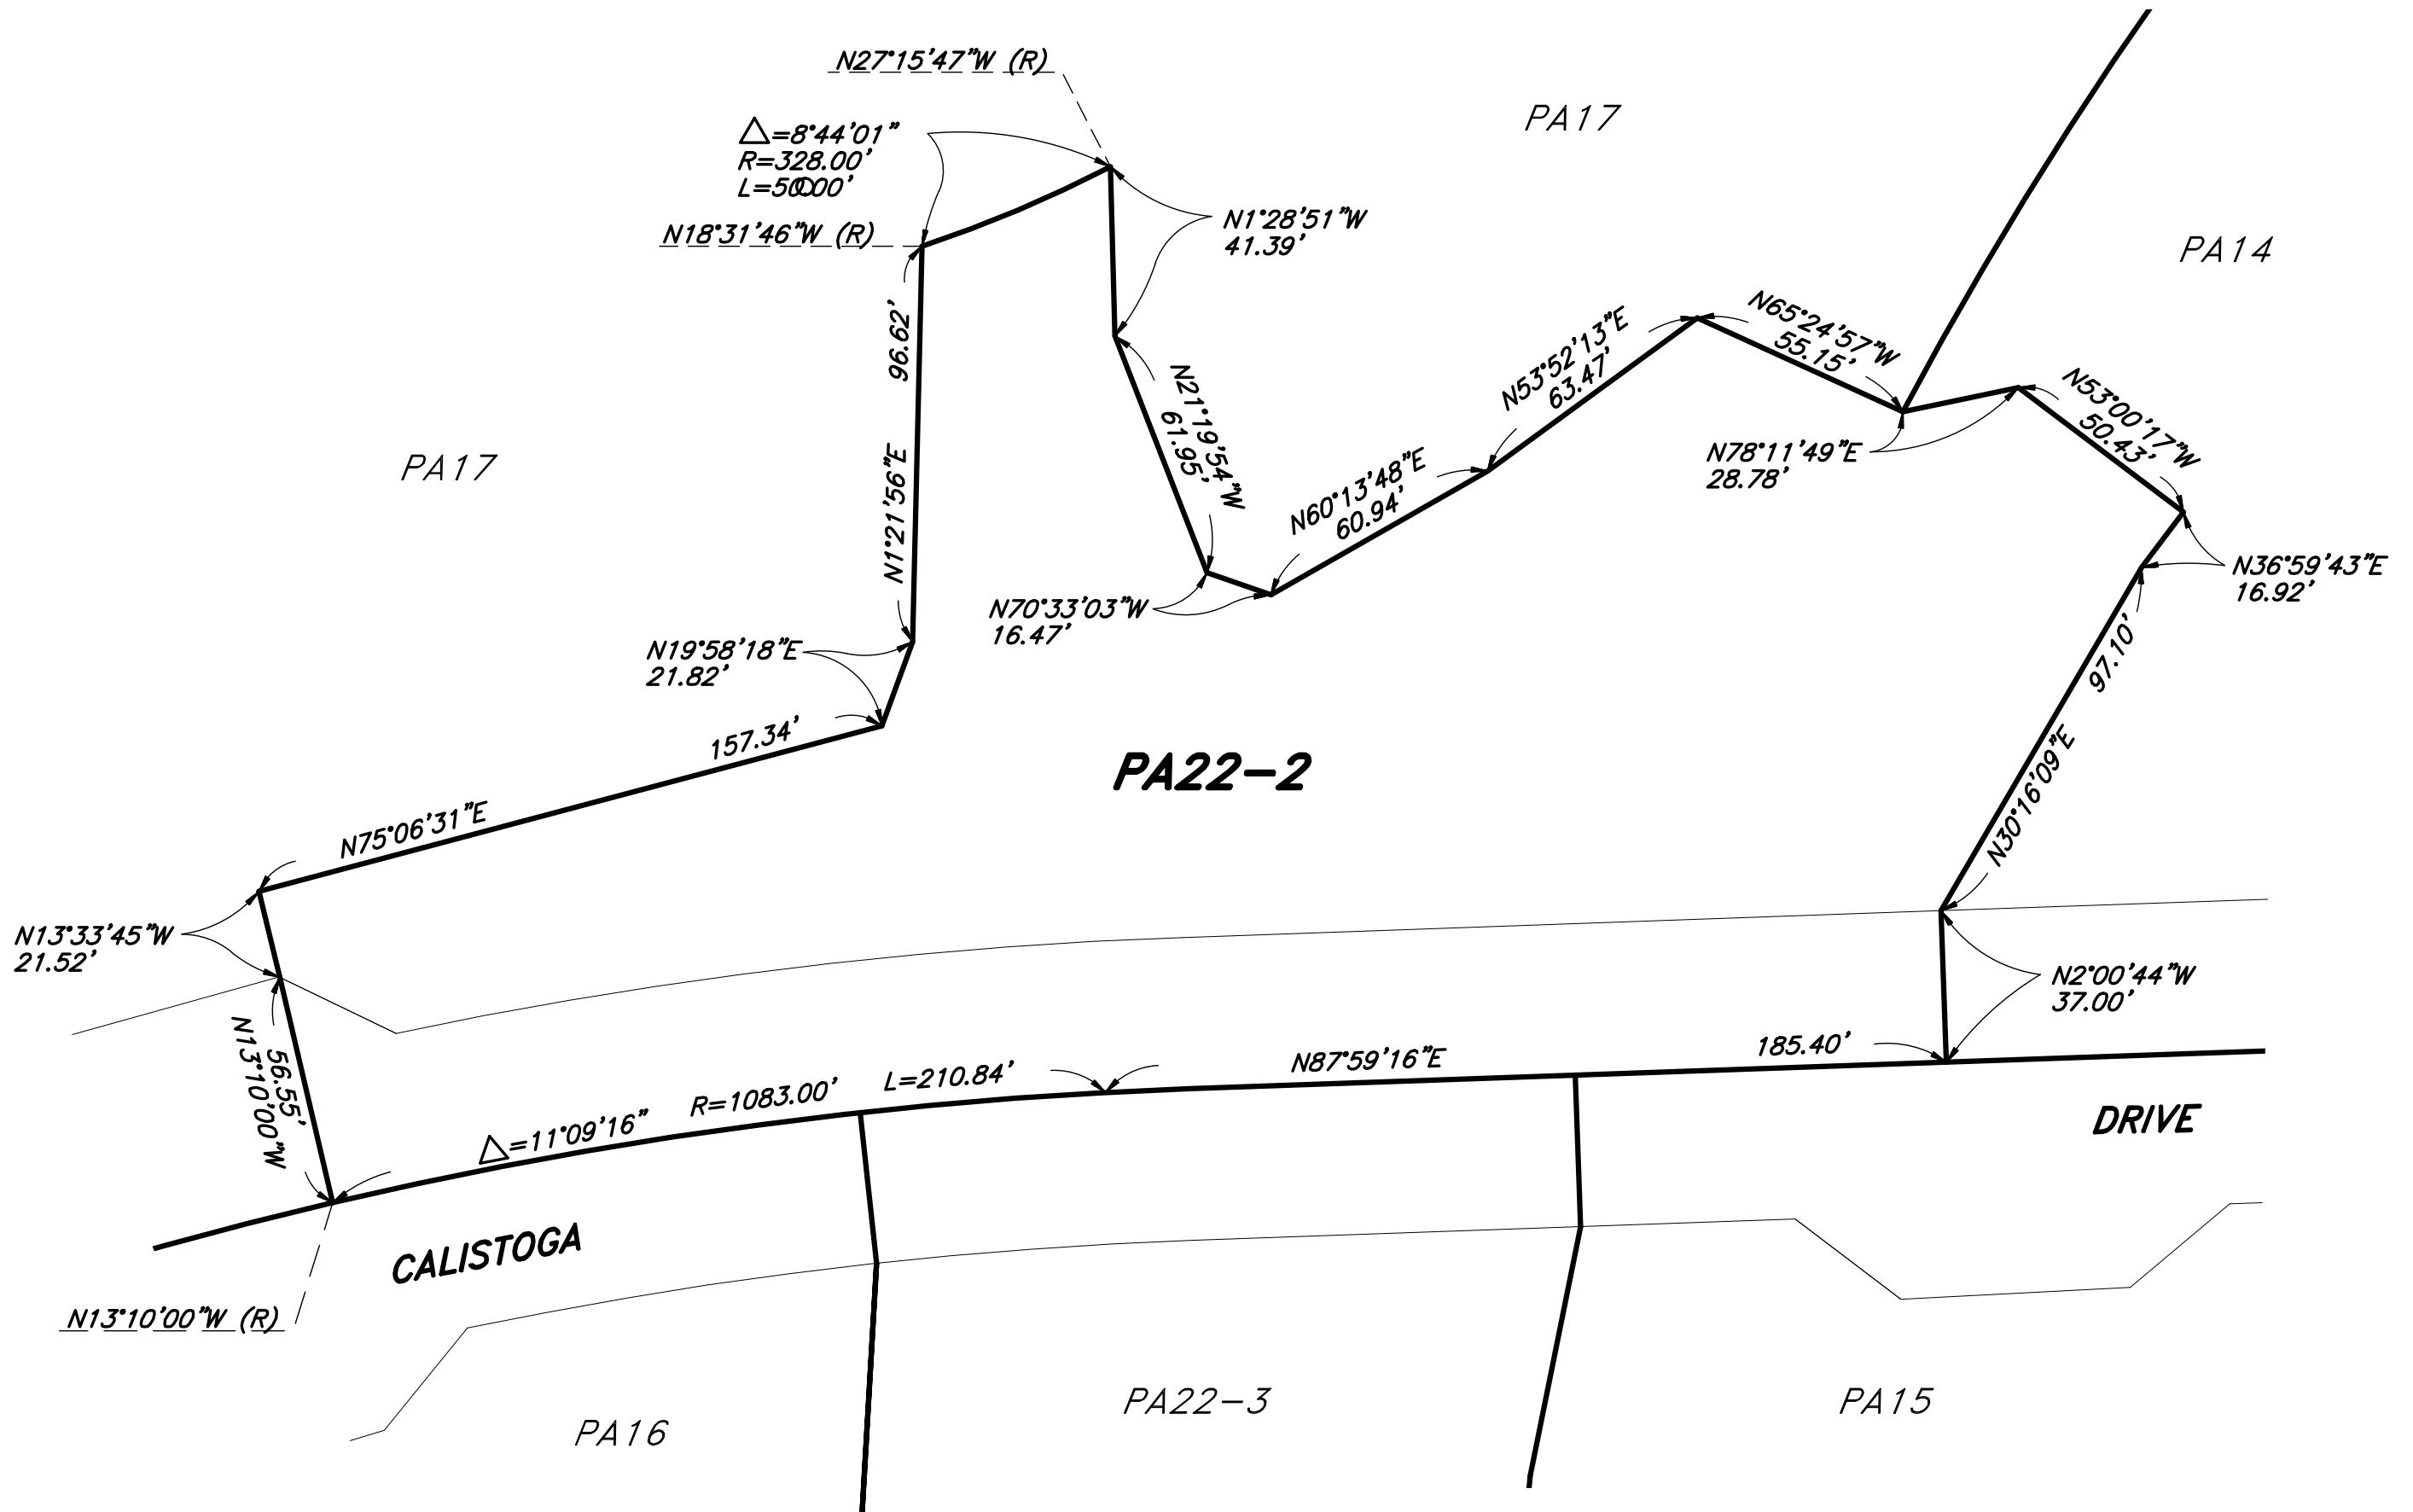 N27°15'47"W (R)
△=8°44'01"
R=328.00'
L=50.00'
N18°31'46"W (R)
PA17
N1°28'51"W
41.39'
PA14
96.62'
N1°21'56"E
N21°19'54"W
61.95'
N53°52'13"E
63.47'
N65°24'57"W
55.15'
N78°11'49"E
28.78'
N53°00'17"W
50.43'
PA17
N60°13'48"E
60.94'
N70°33'03"W
16.47'
N36°59'43"E
16.92'
N19°58'18"E
21.82'
97.10'
N30°16'09"E
157.34'
N75°06'31"E
PA22-2
N13°33'45"W
21.52'
N2°00'44"W
37.00'
56.55'
N13°10'00"W
△=11°09'16"
R=1083.00'
L=210.84'
N87°59'16"E
185.40'
DRIVE
CALISTOGA
N13°10'00"W (R)
PA16
PA22-3
PA15